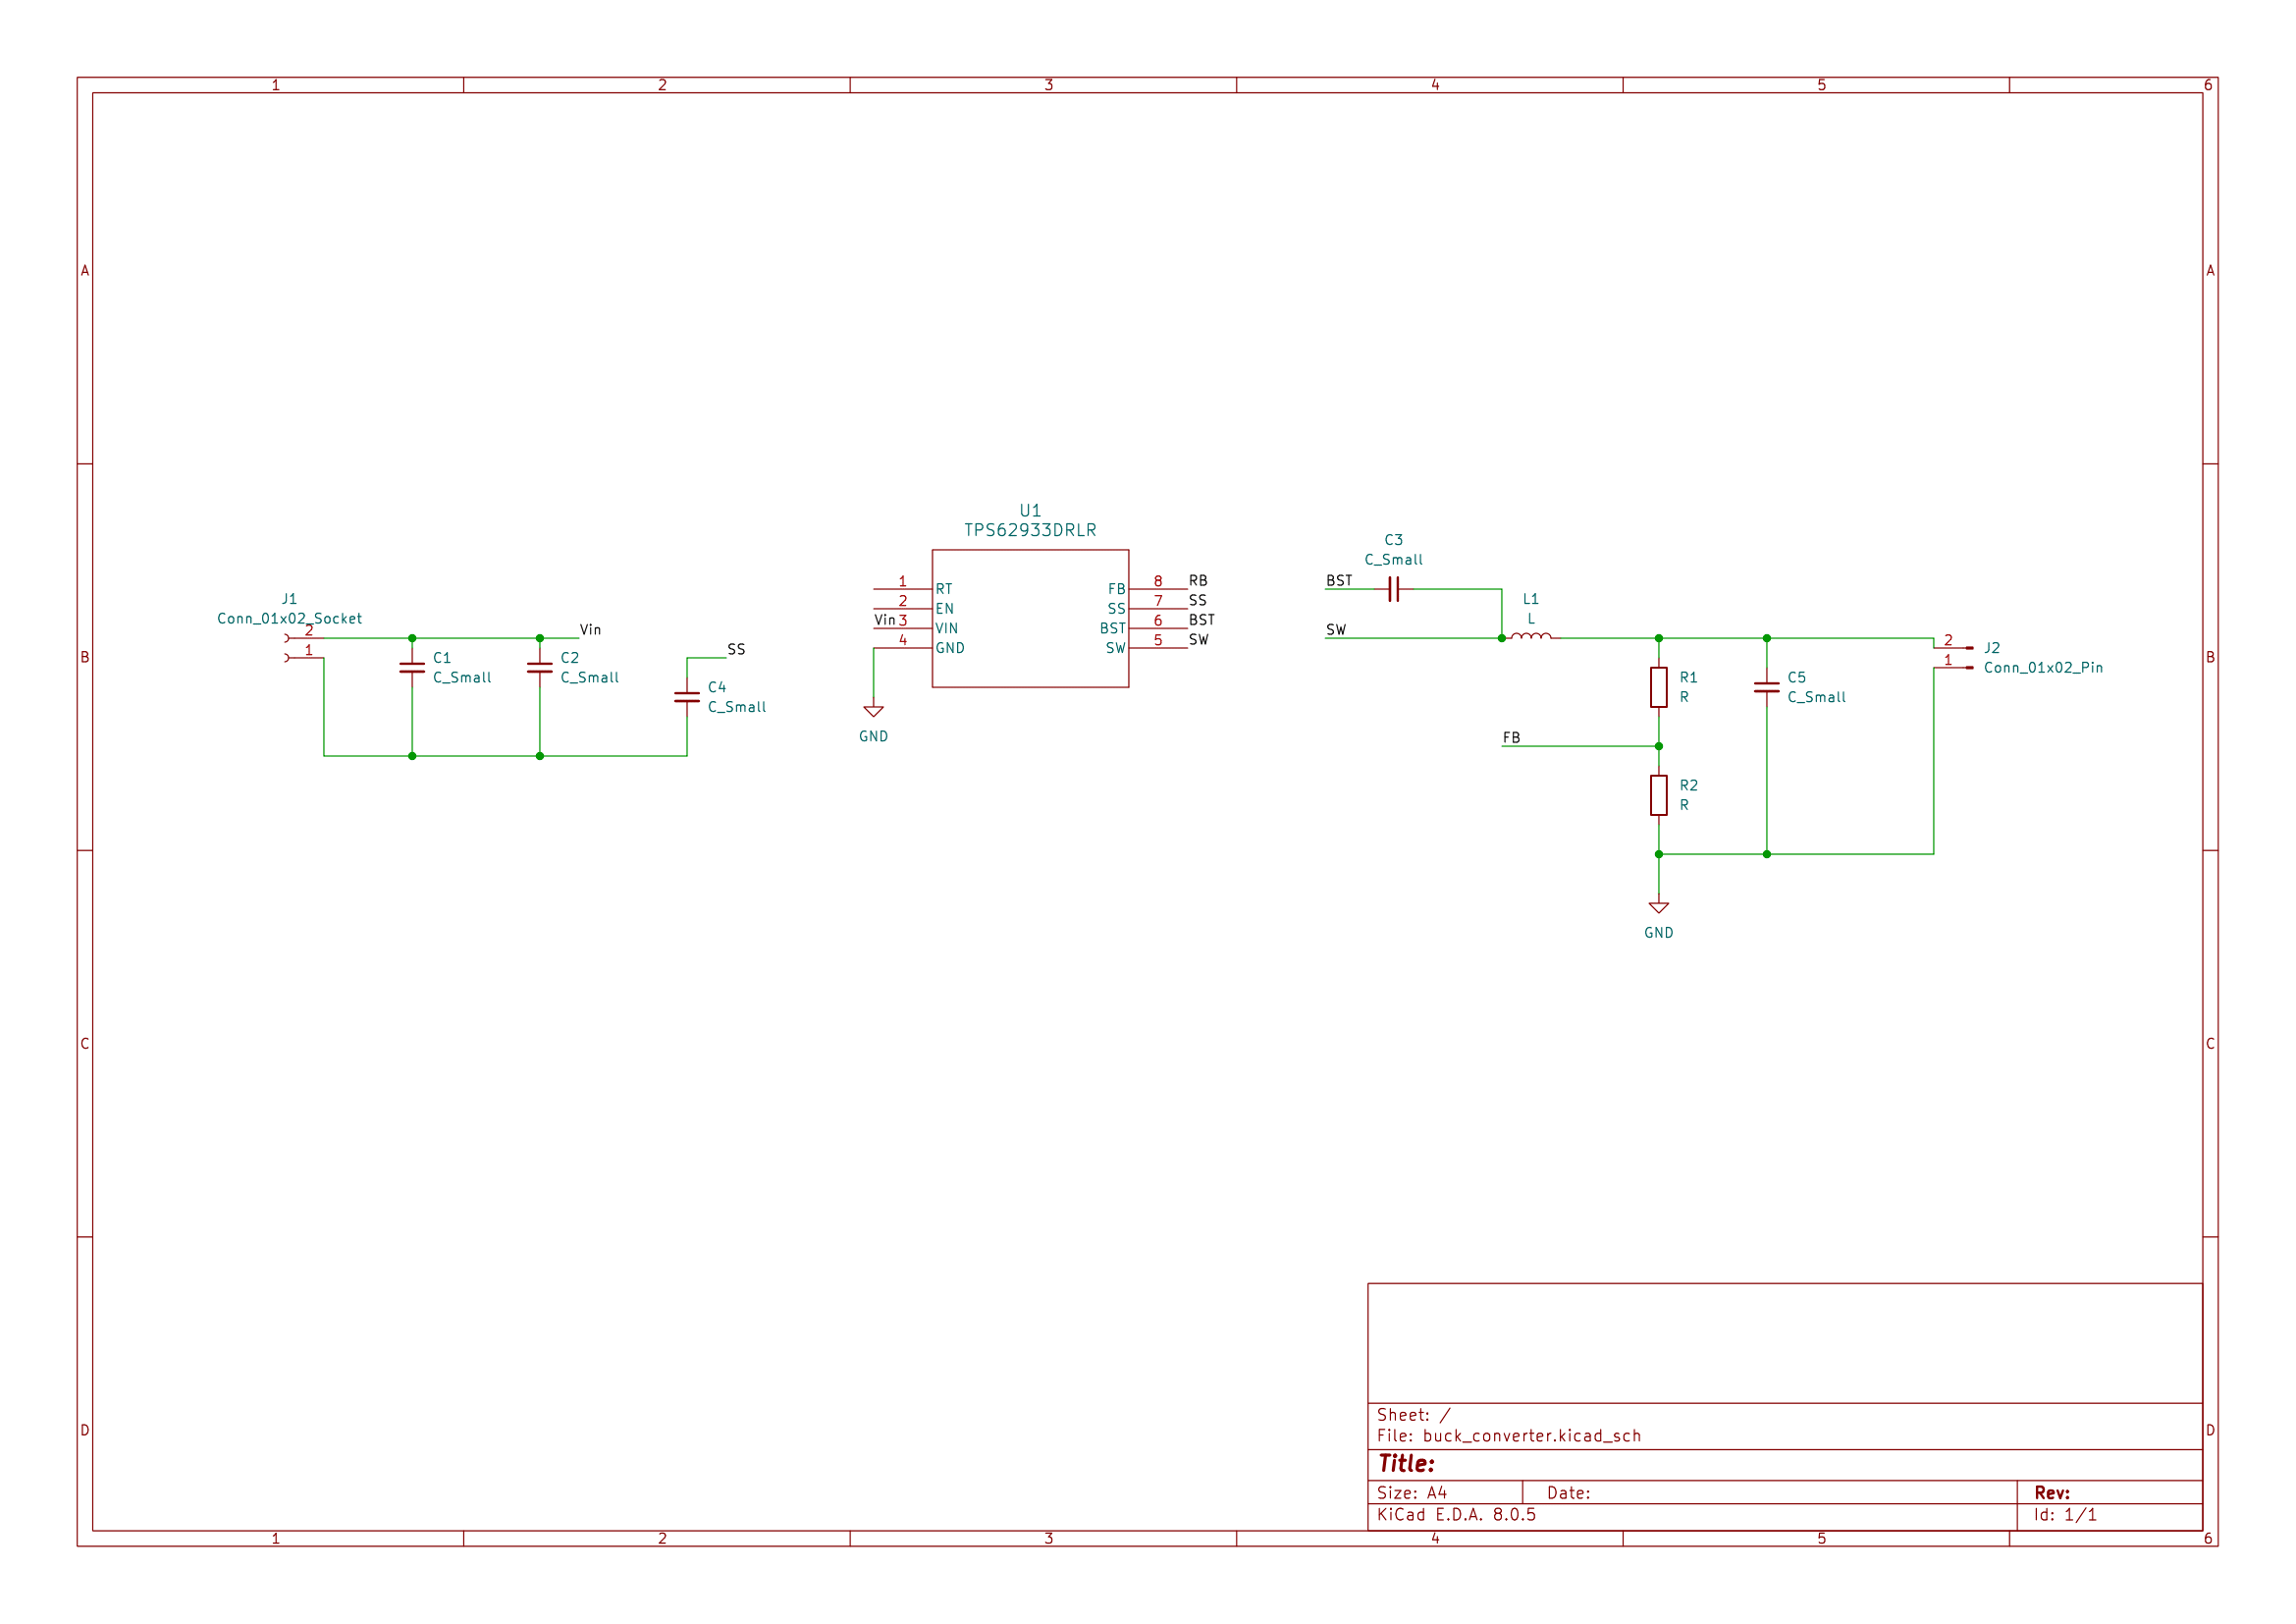 1 2 3 4 5 6
A A
U1
TPS62933DRLR
C3
C_Small
1 RT FB 8 RB
2 EN SS 7 SS
Vin 3 VIN BST 6 BST
4 GND SW 5 SW
GND
J1
Conn_01x02_Socket
2
1
Vin
C1
C_Small
C2
C_Small
SS
C4
C_Small
BST
SW
L1
L
R1
R
C5
C_Small
2
1
J2
Conn_01x02_Pin
FB
R2
R
GND
B B
C C
D D
Sheet: /
File: buck_converter.kicad_sch
Title:
Size: A4 Date: Rev:
KiCad E.D.A. 8.0.5 Id: 1/1
1 2 3 4 5 6